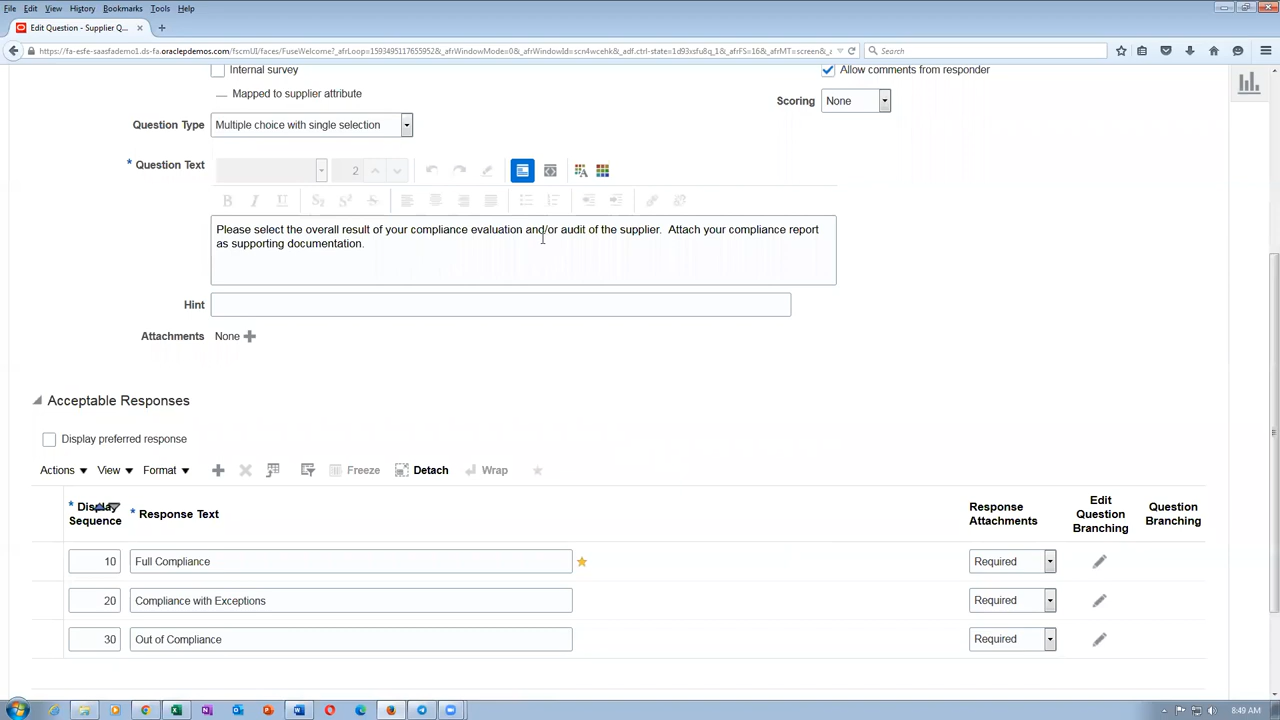 File Edit View History Bookmarks Tools Help
Edit Question - Supplier Q...
https://fa-esfe-saasfademo1.ds-fa.oraclepdemos.com/fscmUI/faces/FuseWelcome?_afrLoop=1593495117655952&_afrWindowMode=0&_afrWindowId=scn4wcehk&_adf.ctrl-state=1d93xsfu8q_1&_afrFS=16&_afrMT=screen&_ Search
Internal survey
Allow comments from responder
Mapped to supplier attribute
Scoring None
Question Type Multiple choice with single selection
* Question Text
2
Please select the overall result of your compliance evaluation and/or audit of the supplier. Attach your compliance report
as supporting documentation.
Hint
Attachments None
Acceptable Responses
Display preferred response
Actions View Format Freeze Detach Wrap
* Display Sequence
* Response Text
Response Attachments
Edit Question Branching
Question Branching
10 Full Compliance Required
20 Compliance with Exceptions Required
30 Out of Compliance Required
8:49 AM